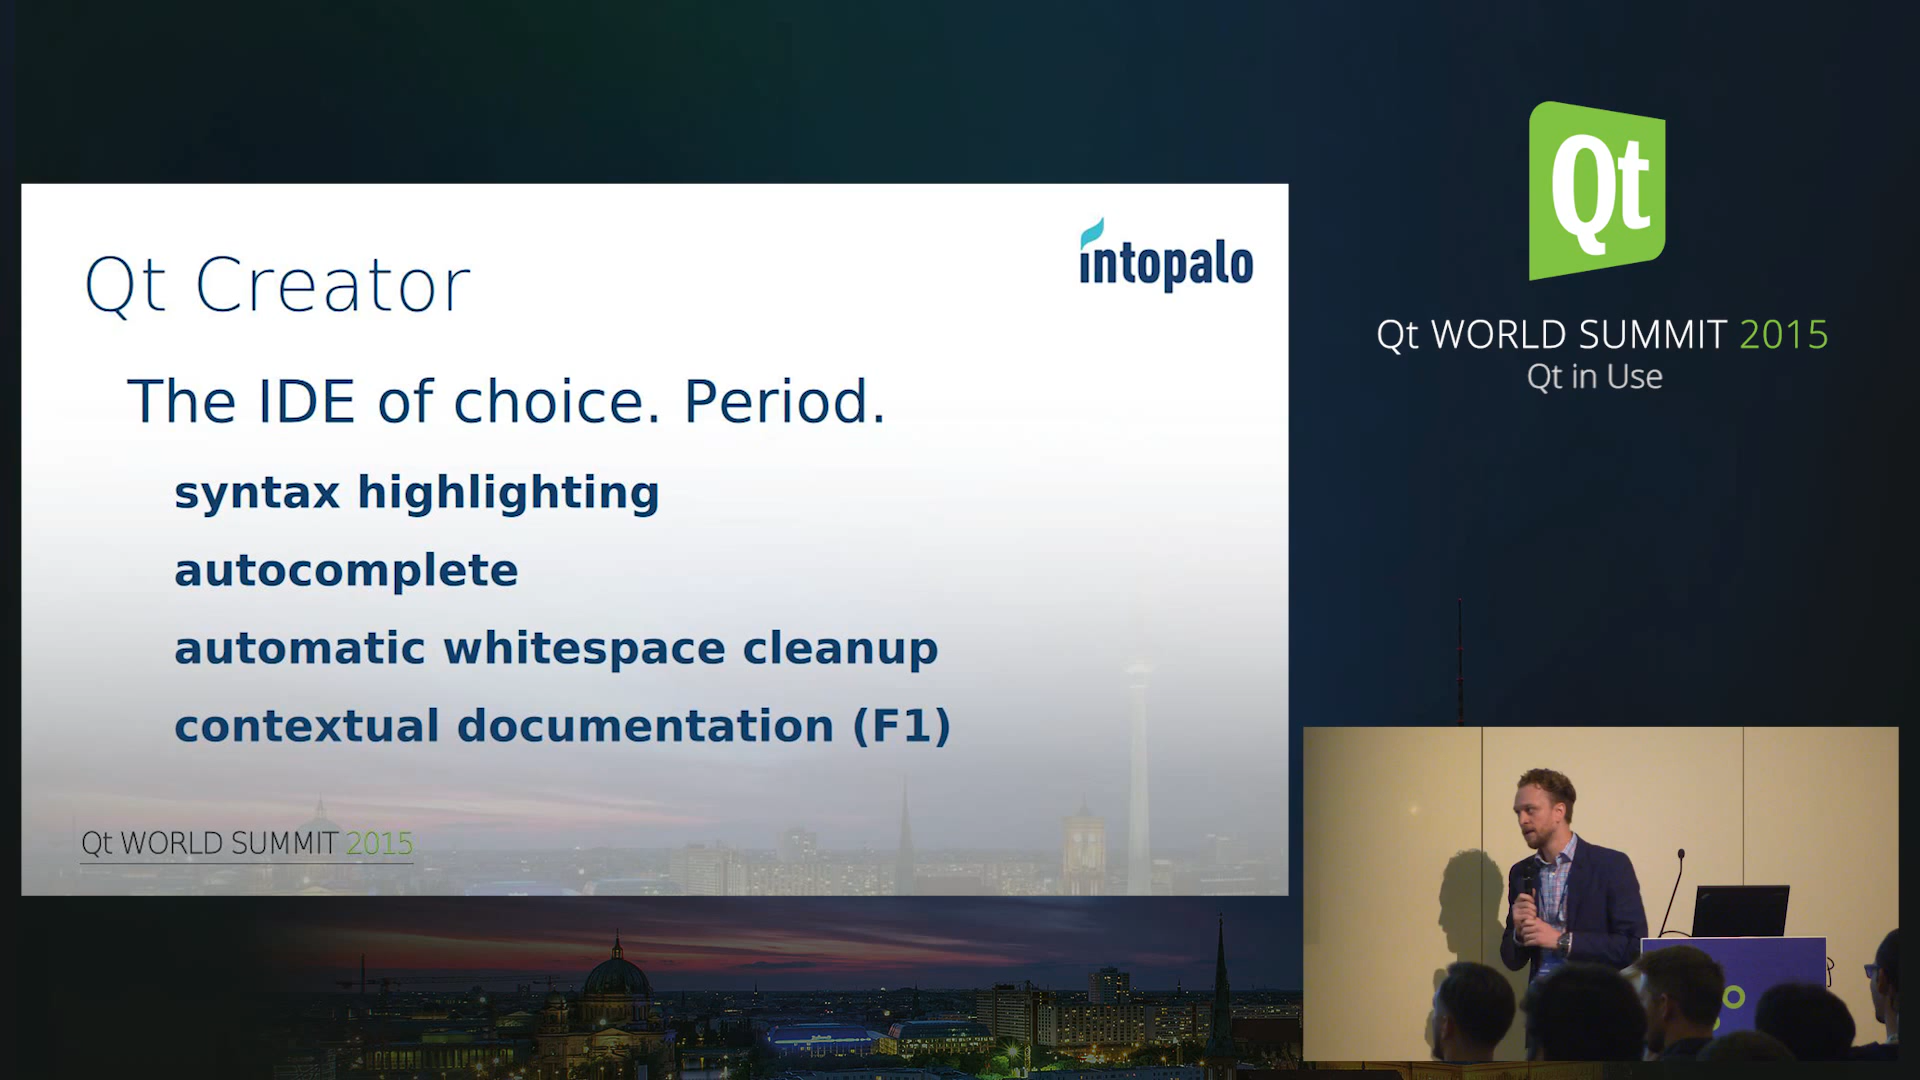 Qt Creator
intopalo
The IDE of choice. Period.
syntax highlighting
autocomplete
automatic whitespace cleanup
contextual documentation (F1)
Qt WORLD SUMMIT 2015
Qt
Qt WORLD SUMMIT 2015
Qt in Use